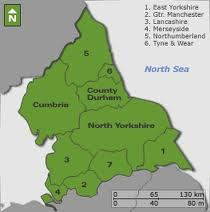 N
1. East Yorkshire
2. Gtr. Manchester
3. Lancashire
4. Merseyside
5. Northumberland
6. Tyne & Wear
North Sea
5
6
Cumbria
County
Durham
North Yorkshire
3
7
1
2
4
0 65 130 km
0 40 80 m